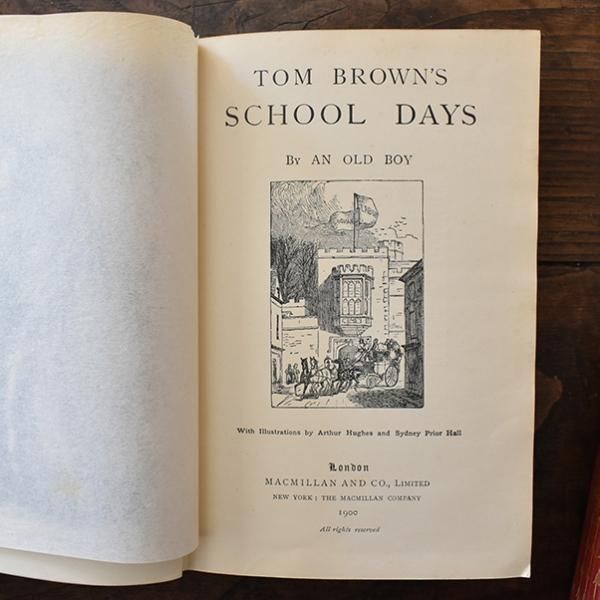 TOM BROWN'S
SCHOOL DAYS
By AN OLD BOY
With Illustrations by Arthur Hughes and Sydney Prior Hall
London
MACMILLAN AND CO., LIMITED
NEW YORK : THE MACMILLAN COMPANY
1900
All rights reserved